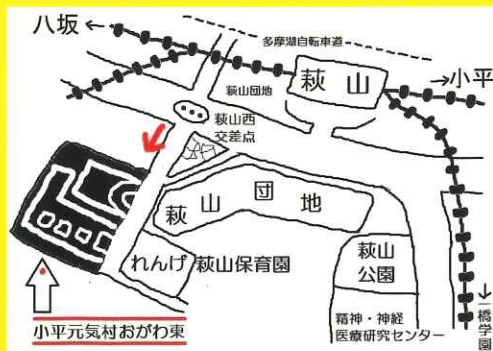 八坂←
多摩湖自転車道
萩山
→小平
萩山団地
萩山西
交差点
萩山団地
れんげ萩山保育園
萩山
公園
精神・神経
医療研究センター
→一橋学園
小平元気村おがわ東